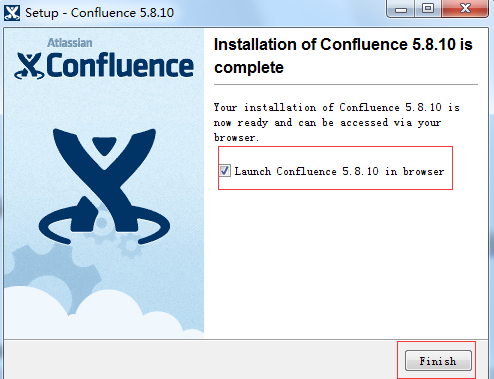 Setup - Confluence 5.8.10
Atlassian
Confluence
Installation of Confluence 5.8.10 is
complete
Your installation of Confluence 5.8.10 is
now ready and can be accessed via your
browser.
Launch Confluence 5.8.10 in browser
Finish